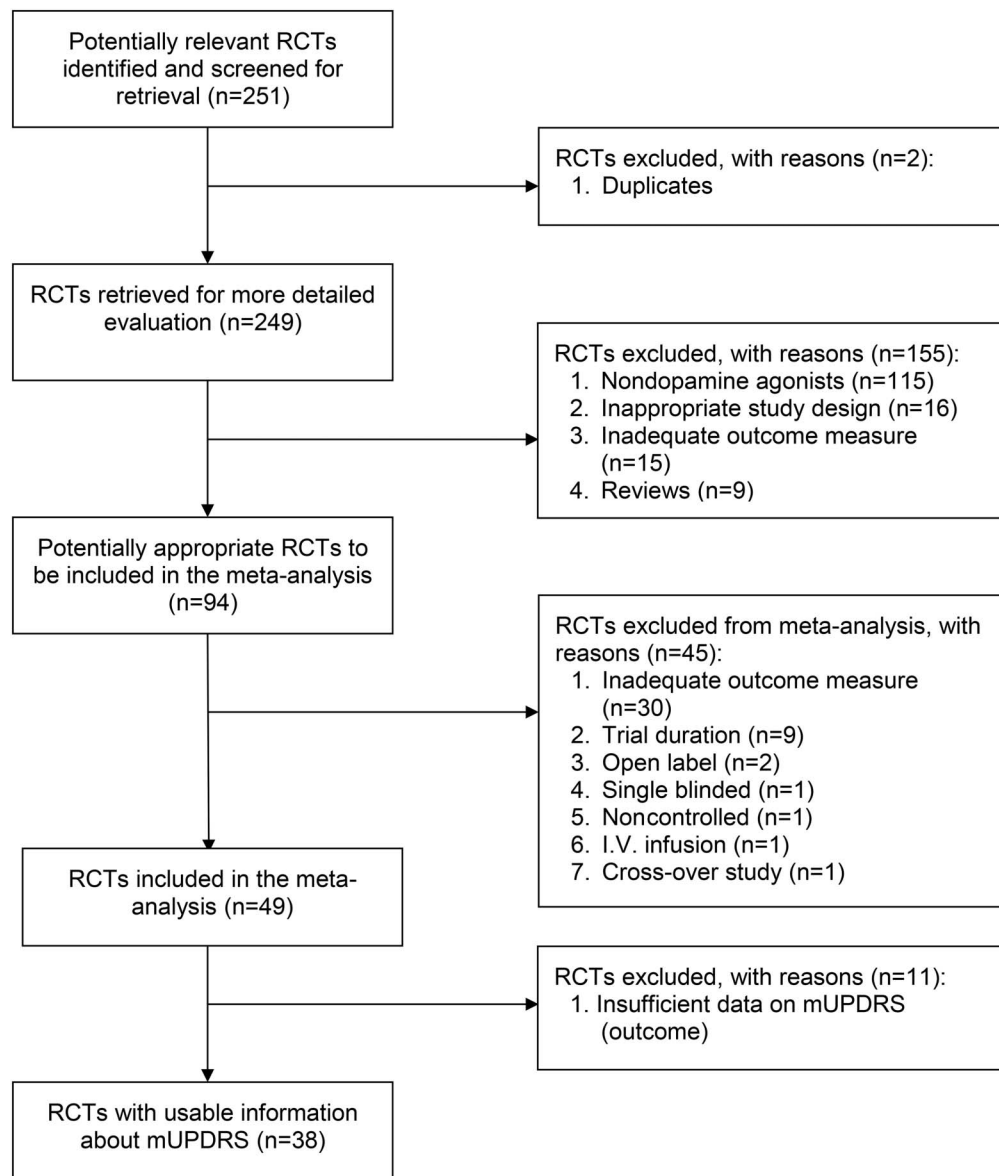 Potentially relevant RCTs
identified and screened for
retrieval (n=251)
RCTs excluded, with reasons (n=2):
1. Duplicates
RCTs retrieved for more detailed
evaluation (n=249)
RCTs excluded, with reasons (n=155):
1. Nondopamine agonists (n=115)
2. Inappropriate study design (n=16)
3. Inadequate outcome measure
(n=15)
4. Reviews (n=9)
Potentially appropriate RCTs to
be included in the meta-analysis
(n=94)
RCTs excluded from meta-analysis, with
reasons (n=45):
1. Inadequate outcome measure
(n=30)
2. Trial duration (n=9)
3. Open label (n=2)
4. Single blinded (n=1)
5. Noncontrolled (n=1)
6. I.V. infusion (n=1)
7. Cross-over study (n=1)
RCTs included in the meta-
analysis (n=49)
RCTs excluded, with reasons (n=11):
1. Insufficient data on mUPDRS
(outcome)
RCTs with usable information
about mUPDRS (n=38)